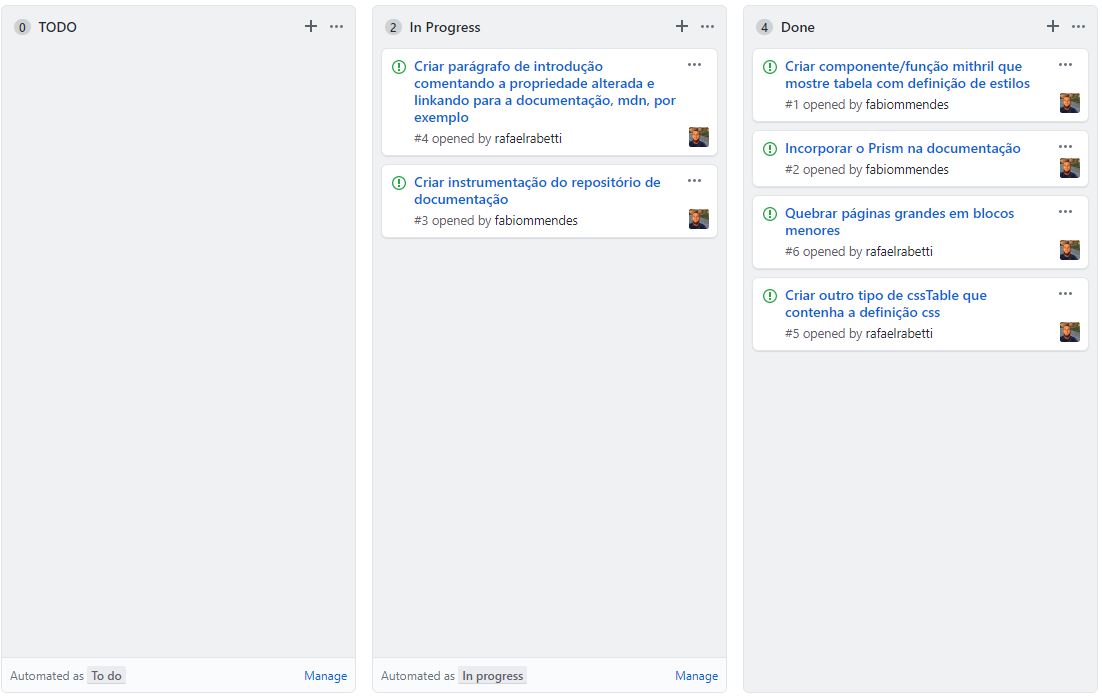 0 TODO
2 In Progress
Criar parágrafo de introdução
comentando a propriedade alterada e
linkando para a documentação, mdn, por
exemplo
#4 opened by rafaelrabetti
Criar instrumentação do repositório de
documentação
#3 opened by fabiommendes
4 Done
Criar componente/função mithril que
mostre tabela com definição de estilos
#1 opened by fabiommendes
Incorporar o Prism na documentação
#2 opened by fabiommendes
Quebrar páginas grandes em blocos
menores
#6 opened by rafaelrabetti
Criar outro tipo de cssTable que
contenha a definição css
#5 opened by rafaelrabetti
Automated as To do Manage
Automated as In progress Manage